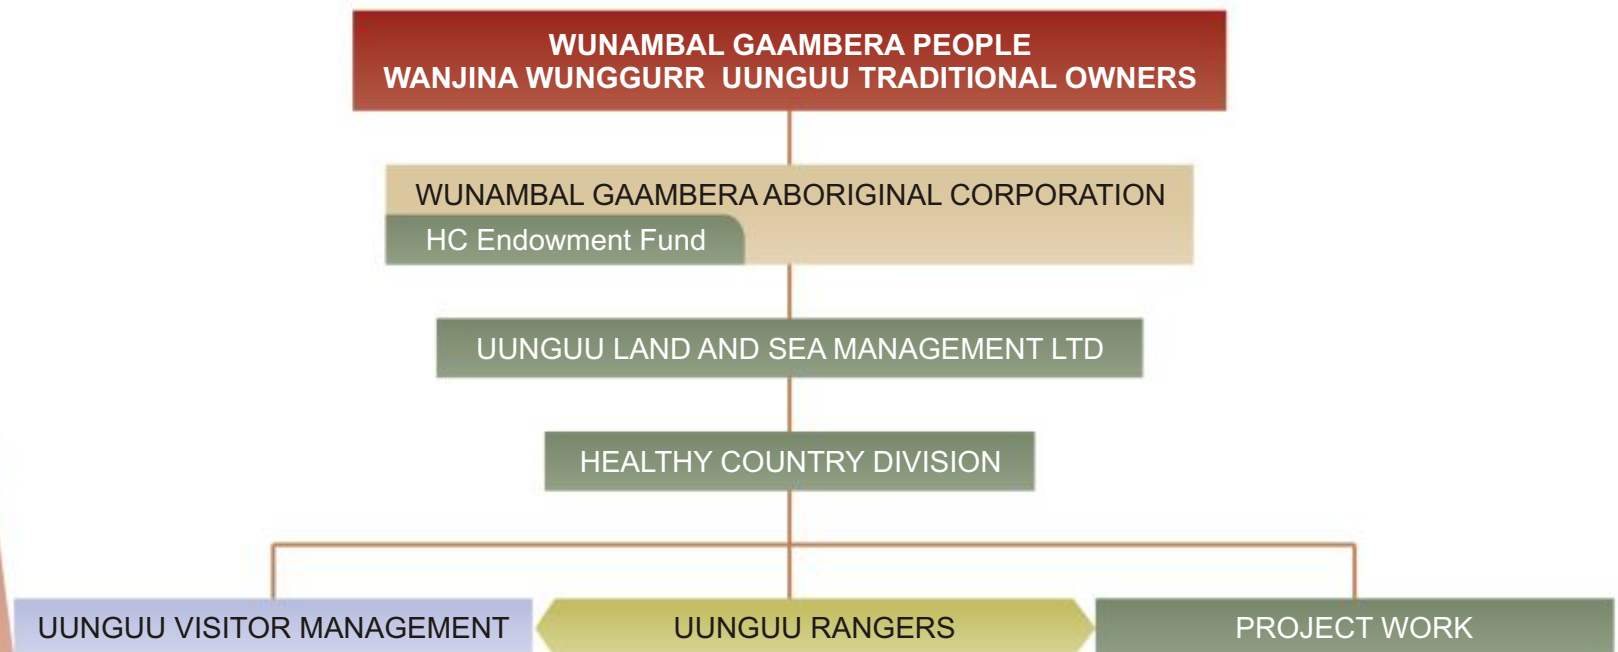 WUNAMBAL GAAMBERA PEOPLE
WANJINA WUNGGURR UUNGUU TRADITIONAL OWNERS
WUNAMBAL GAAMBERA ABORIGINAL CORPORATION
HC Endowment Fund
UUNGUU LAND AND SEA MANAGEMENT LTD
HEALTHY COUNTRY DIVISION
UUNGUU VISITOR MANAGEMENT
UUNGUU RANGERS
PROJECT WORK